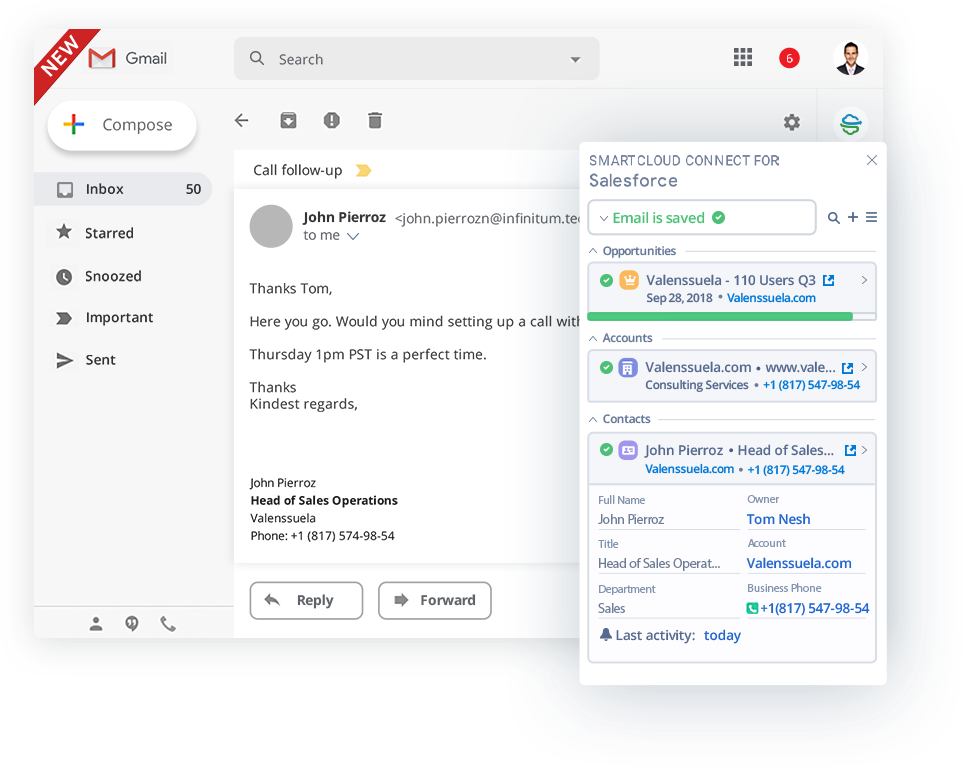 NEW
Gmail
Search
6
Compose
Inbox 50
Starred
Snoozed
Important
Sent
Call follow-up
John Pierroz <john.pierrozn@infinitum.tec
to me
Thanks Tom,
Here you go. Would you mind setting up a call with
Thursday 1pm PST is a perfect time.
Thanks
Kindest regards,
John Pierroz
Head of Sales Operations
Valenssuela
Phone: +1 (817) 574-98-54
Reply Forward
SMARTCLOUD CONNECT FOR
Salesforce
Email is saved
Opportunities
Valenssuela - 110 Users Q3
Sep 28, 2018 • Valenssuela.com
Accounts
Valenssuela.com • www.vale...
Consulting Services • +1 (817) 547-98-54
Contacts
John Pierroz • Head of Sales...
Valenssuela.com • +1 (817) 547-98-54
Full Name Owner
John Pierroz Tom Nesh
Title Account
Head of Sales Operat... Valenssuela.com
Department Business Phone
Sales +1(817) 547-98-54
Last activity: today